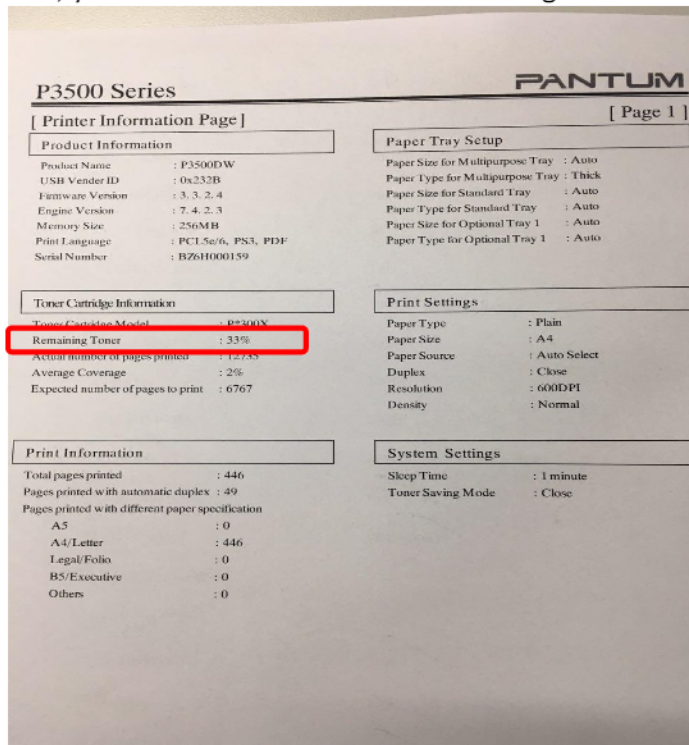 P3500 Series
PANTUM
[ Printer Information Page]
[ Page 1 ]
Product Information
Product Name : P3500DW
USB Vender ID : 0x232B
Firmware Version : 3. 3. 2. 4
Engine Version : 7. 4. 2. 3
Memory Size : 256MB
Print Language : PCL5e/6, PS3, PDF
Serial Number : BZ6H000159
Paper Tray Setup
Paper Size for Multipurpose Tray : Auto
Paper Type for Multipurpose Tray : Thick
Paper Size for Standard Tray : Auto
Paper Type for Standard Tray : Auto
Paper Size for Optional Tray 1 : Auto
Paper Type for Optional Tray 1 : Auto
Toner Cartridge Information
Toner Cartridge Model : P*300X
Remaining Toner : 33%
Actual number of pages printed : 12735
Average Coverage : 2%
Expected number of pages to print : 6767
Print Settings
Paper Type : Plain
Paper Size : A4
Paper Source : Auto Select
Duplex : Close
Resolution : 600DPI
Density : Normal
Print Information
Total pages printed : 446
Pages printed with automatic duplex : 49
Pages printed with different paper specification
A5 : 0
A4/Letter : 446
Legal/Folio : 0
B5/Executive : 0
Others : 0
System Settings
Sleep Time : 1 minute
Toner Saving Mode : Close